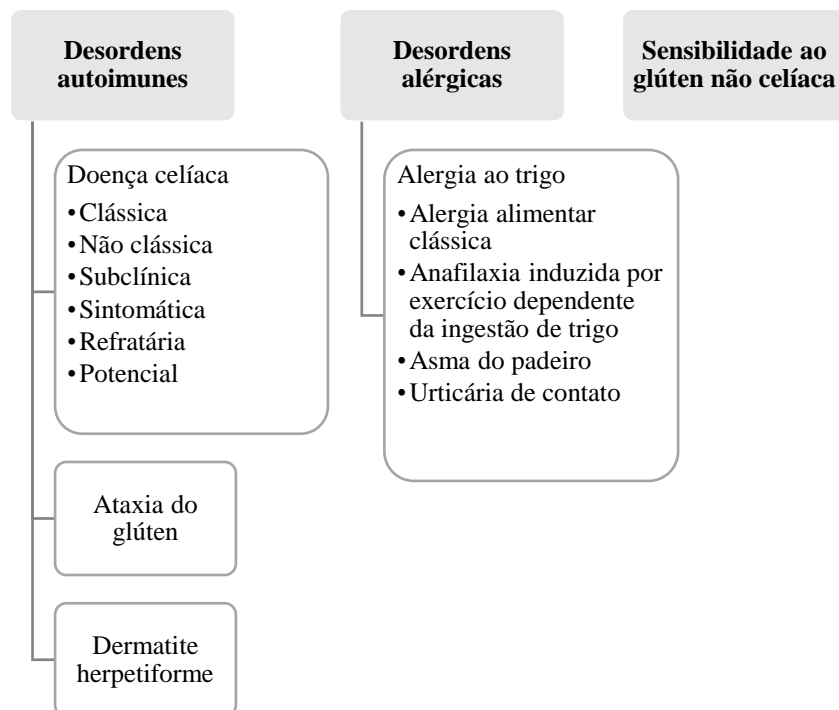 Desordens
autoimunes
Doença celíaca
•Clássica
•Não clássica
•Subclínica
•Sintomática
•Refratária
•Potencial
Ataxia do
glúten
Dermatite
herpetiforme
Desordens
alérgicas
Alergia ao trigo
•Alergia alimentar
clássica
•Anafilaxia induzida por
exercício dependente
da ingestão de trigo
•Asma do padeiro
•Urticária de contato
Sensibilidade ao
glúten não celíaca